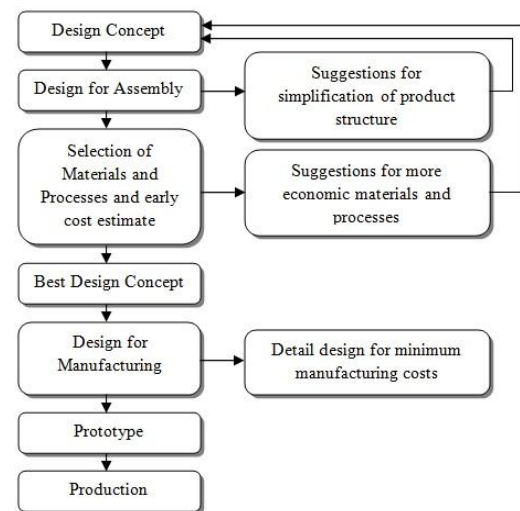 Design Concept
Design for Assembly
Suggestions for
simplification of product
structure
Selection of
Materials and
Processes and early
cost estimate
Suggestions for more
economic materials and
processes
Best Design Concept
Design for
Manufacturing
Detail design for minimum
manufacturing costs
Prototype
Production